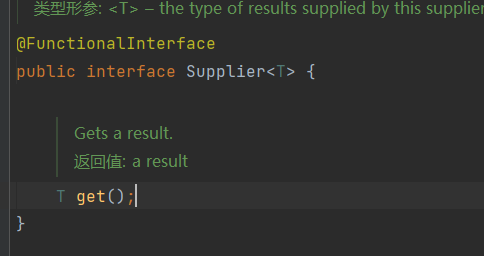 类型形参: <T> – the type of results supplied by this supplier
@FunctionalInterface
public interface Supplier<T> {
Gets a result.
返回值: a result
T get();
}